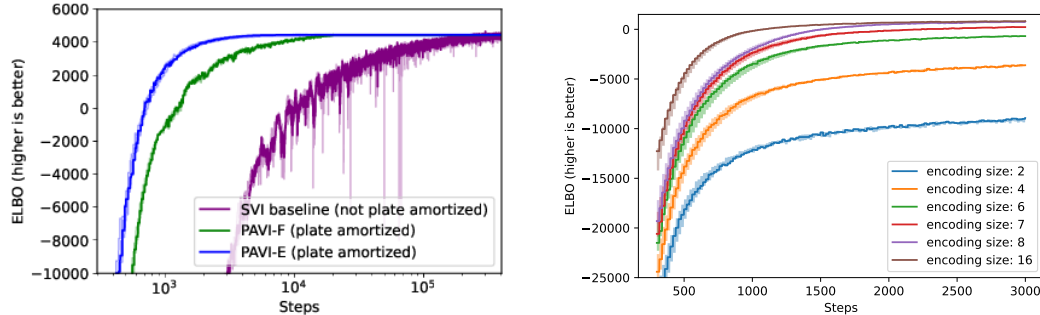 ELBO (higher is better)
4000
2000
0
−2000
−4000
−6000
−8000
−10000
SVI baseline (not plate amortized)
PAVI-F (plate amortized)
PAVI-E (plate amortized)
10³
10⁴
10⁵
Steps
ELBO (higher is better)
0
−5000
−10000
−15000
−20000
−25000
encoding size: 2
encoding size: 4
encoding size: 6
encoding size: 7
encoding size: 8
encoding size: 16
500
1000
1500
2000
2500
3000
Steps